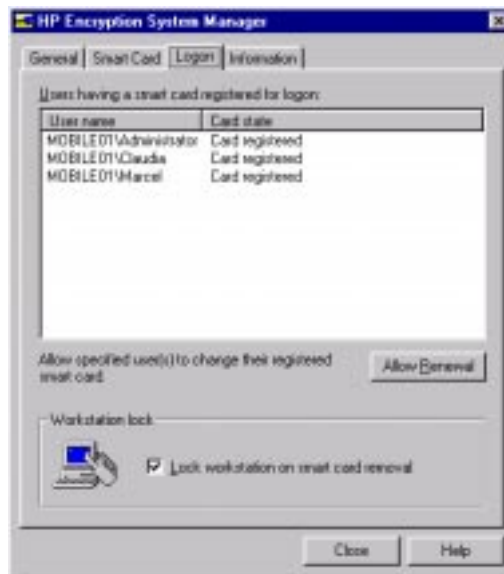 HP Encryption System Manager
General Smart Card Logon Information
Users having a smart card registered for logon:
User name Card state
MOBILE01\Administrator Card registered
MOBILE01\Claudia Card registered
MOBILE01\Marcel Card registered
Allow specified user(s) to change their registered
smart card.
Allow Renewal
Workstation lock
Lock workstation on smart card removal
Close Help